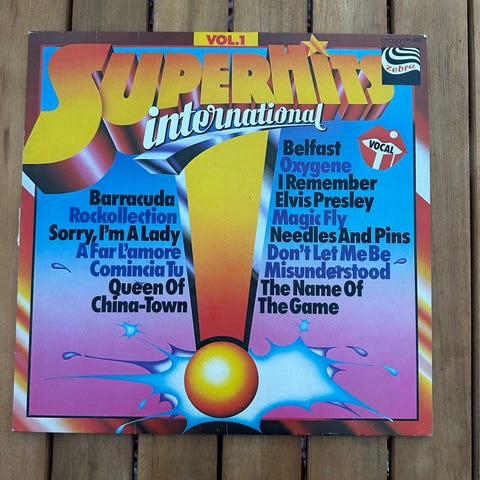 VOL.1
SUPERHITS
international
STEREO
Zebra
VOCAL
Barracuda
Rockollection
Sorry, I'm A Lady
A Far L'amore
Comincia Tu
Queen Of
China-Town
Belfast
Oxygene
I Remember
Elvis Presley
Magic Fly
Needles And Pins
Don't Let Me Be
Misunderstood
The Name Of
The Game